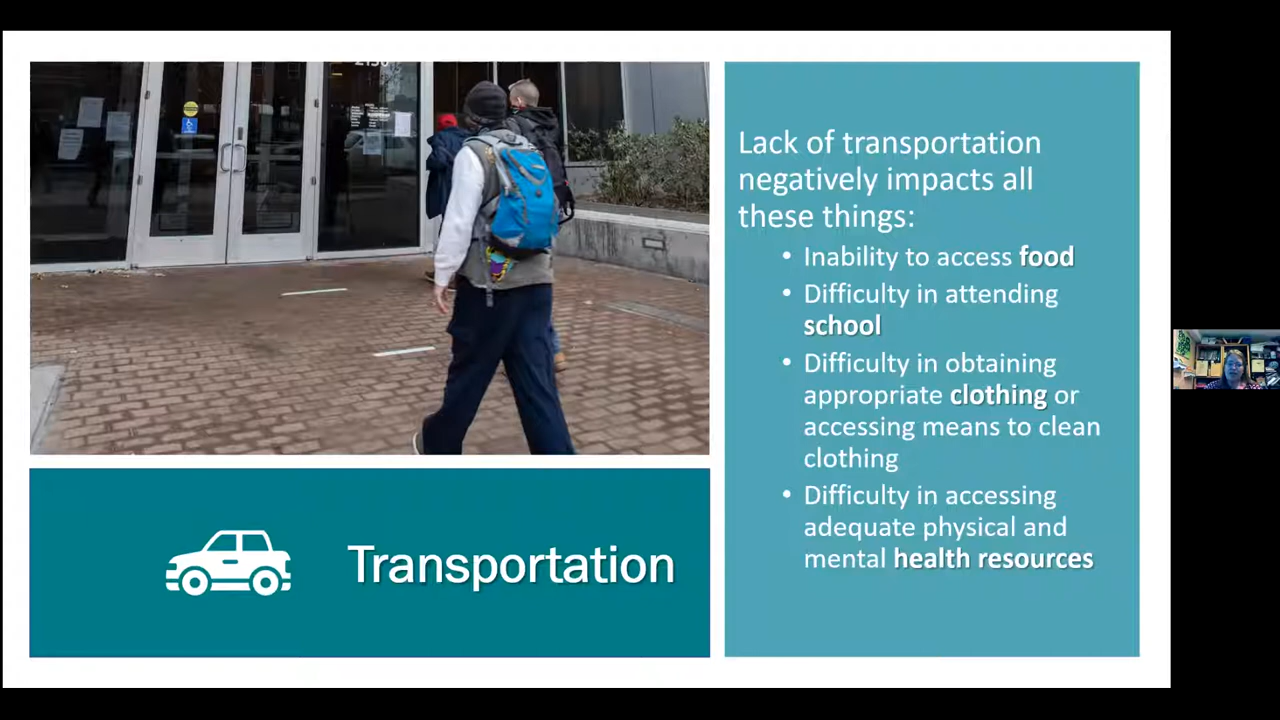 Lack of transportation
negatively impacts all
these things:
• Inability to access food
• Difficulty in attending
school
• Difficulty in obtaining
appropriate clothing or
accessing means to clean
clothing
• Difficulty in accessing
adequate physical and
mental health resources
Transportation